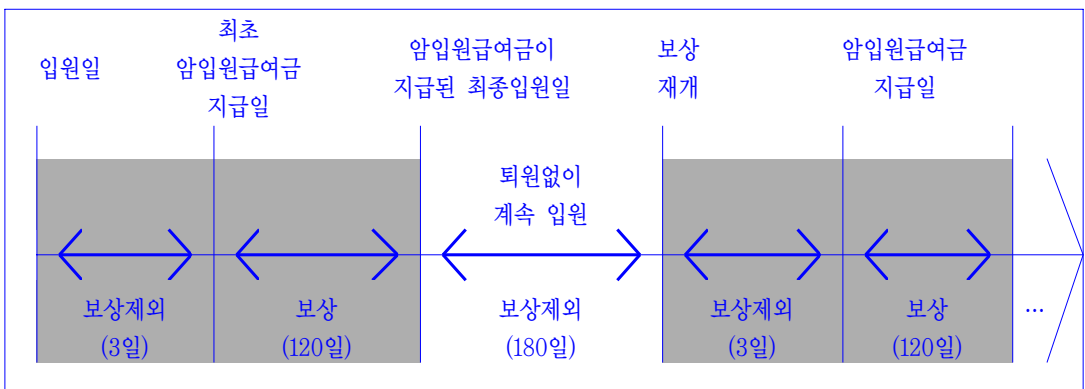 입원일
최초
암입원급여금
지급일
암입원급여금이
지급된 최종입원일
보상
재개
암입원급여금
지급일
퇴원없이
계속 입원
보상제외
(3일)
보상
(120일)
보상제외
(180일)
보상제외
(3일)
보상
(120일)
…